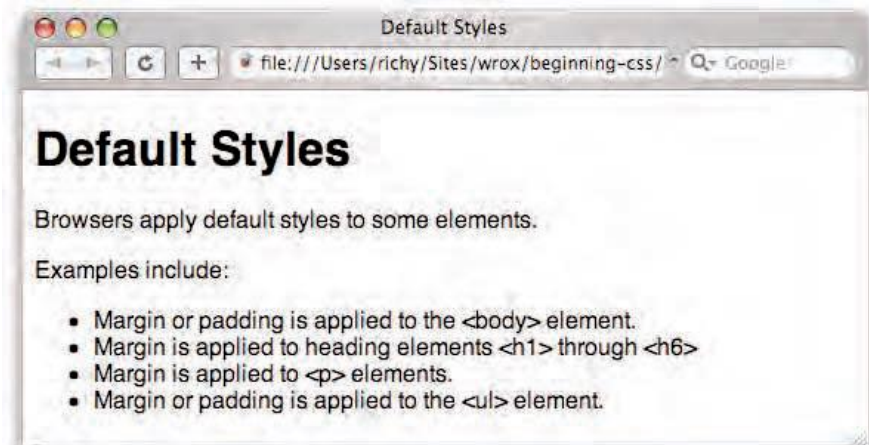 Default Styles
file:///Users/richy/Sites/wrox/beginning-css/
Google
Default Styles
Browsers apply default styles to some elements.
Examples include:
• Margin or padding is applied to the <body> element.
• Margin is applied to heading elements <h1> through <h6>
• Margin is applied to <p> elements.
• Margin or padding is applied to the <ul> element.